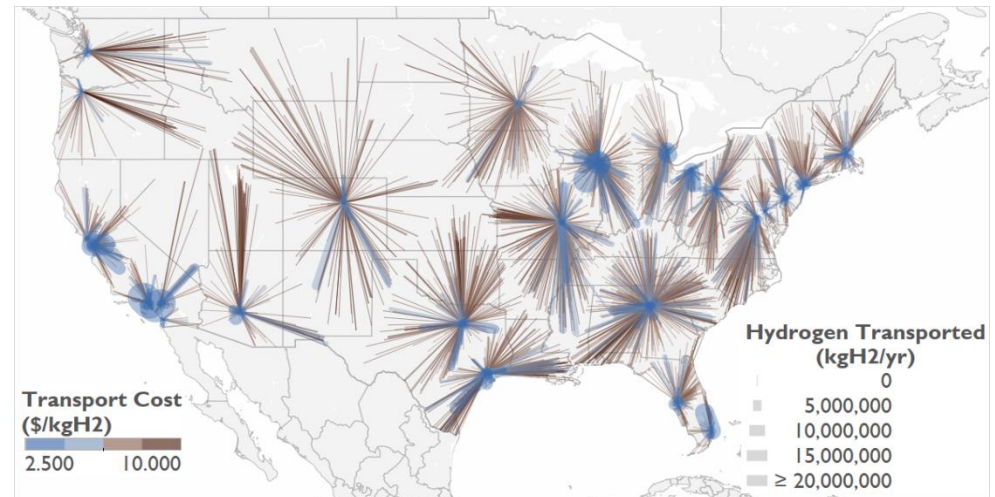 Hydrogen Transported
(kgH2/yr)
0
5,000,000
10,000,000
15,000,000
≥ 20,000,000
Transport Cost
($/kgH2)
2.500 10.000